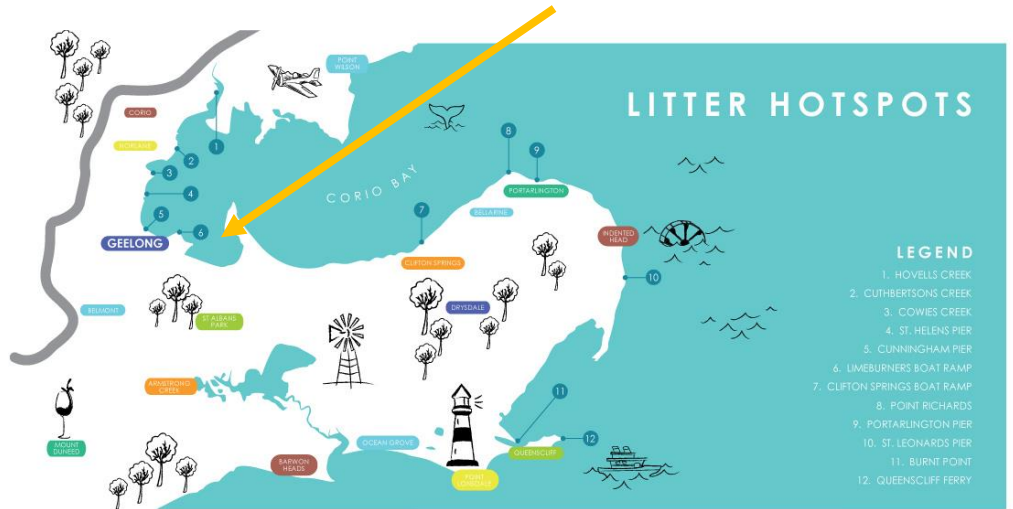 POINT
WILSON
LITTER HOTSPOTS
CORIO
NORLANE
1
2
3
4
5
6
GEELONG
CORIO BAY
7
8
9
PORTARLINGTON
BELLARINE
INDENTED
HEAD
CLIFTON SPRINGS
10
DRYSDALE
BELMONT
ST ALBANS
PARK
ARMSTRONG
CREEK
MOUNT
DUNEED
BARWON
HEADS
OCEAN GROVE
POINT
LONSDALE
11
12
QUEENSCLIFF
LEGEND
1. HOVELLS CREEK
2. CUTHBERTSONS CREEK
3. COWIES CREEK
4. ST. HELENS PIER
5. CUNNINGHAM PIER
6. LIMEBURNERS BOAT RAMP
7. CLIFTON SPRINGS BOAT RAMP
8. POINT RICHARDS
9. PORTARLINGTON PIER
10. ST. LEONARDS PIER
11. BURNT POINT
12. QUEENSCLIFF FERRY